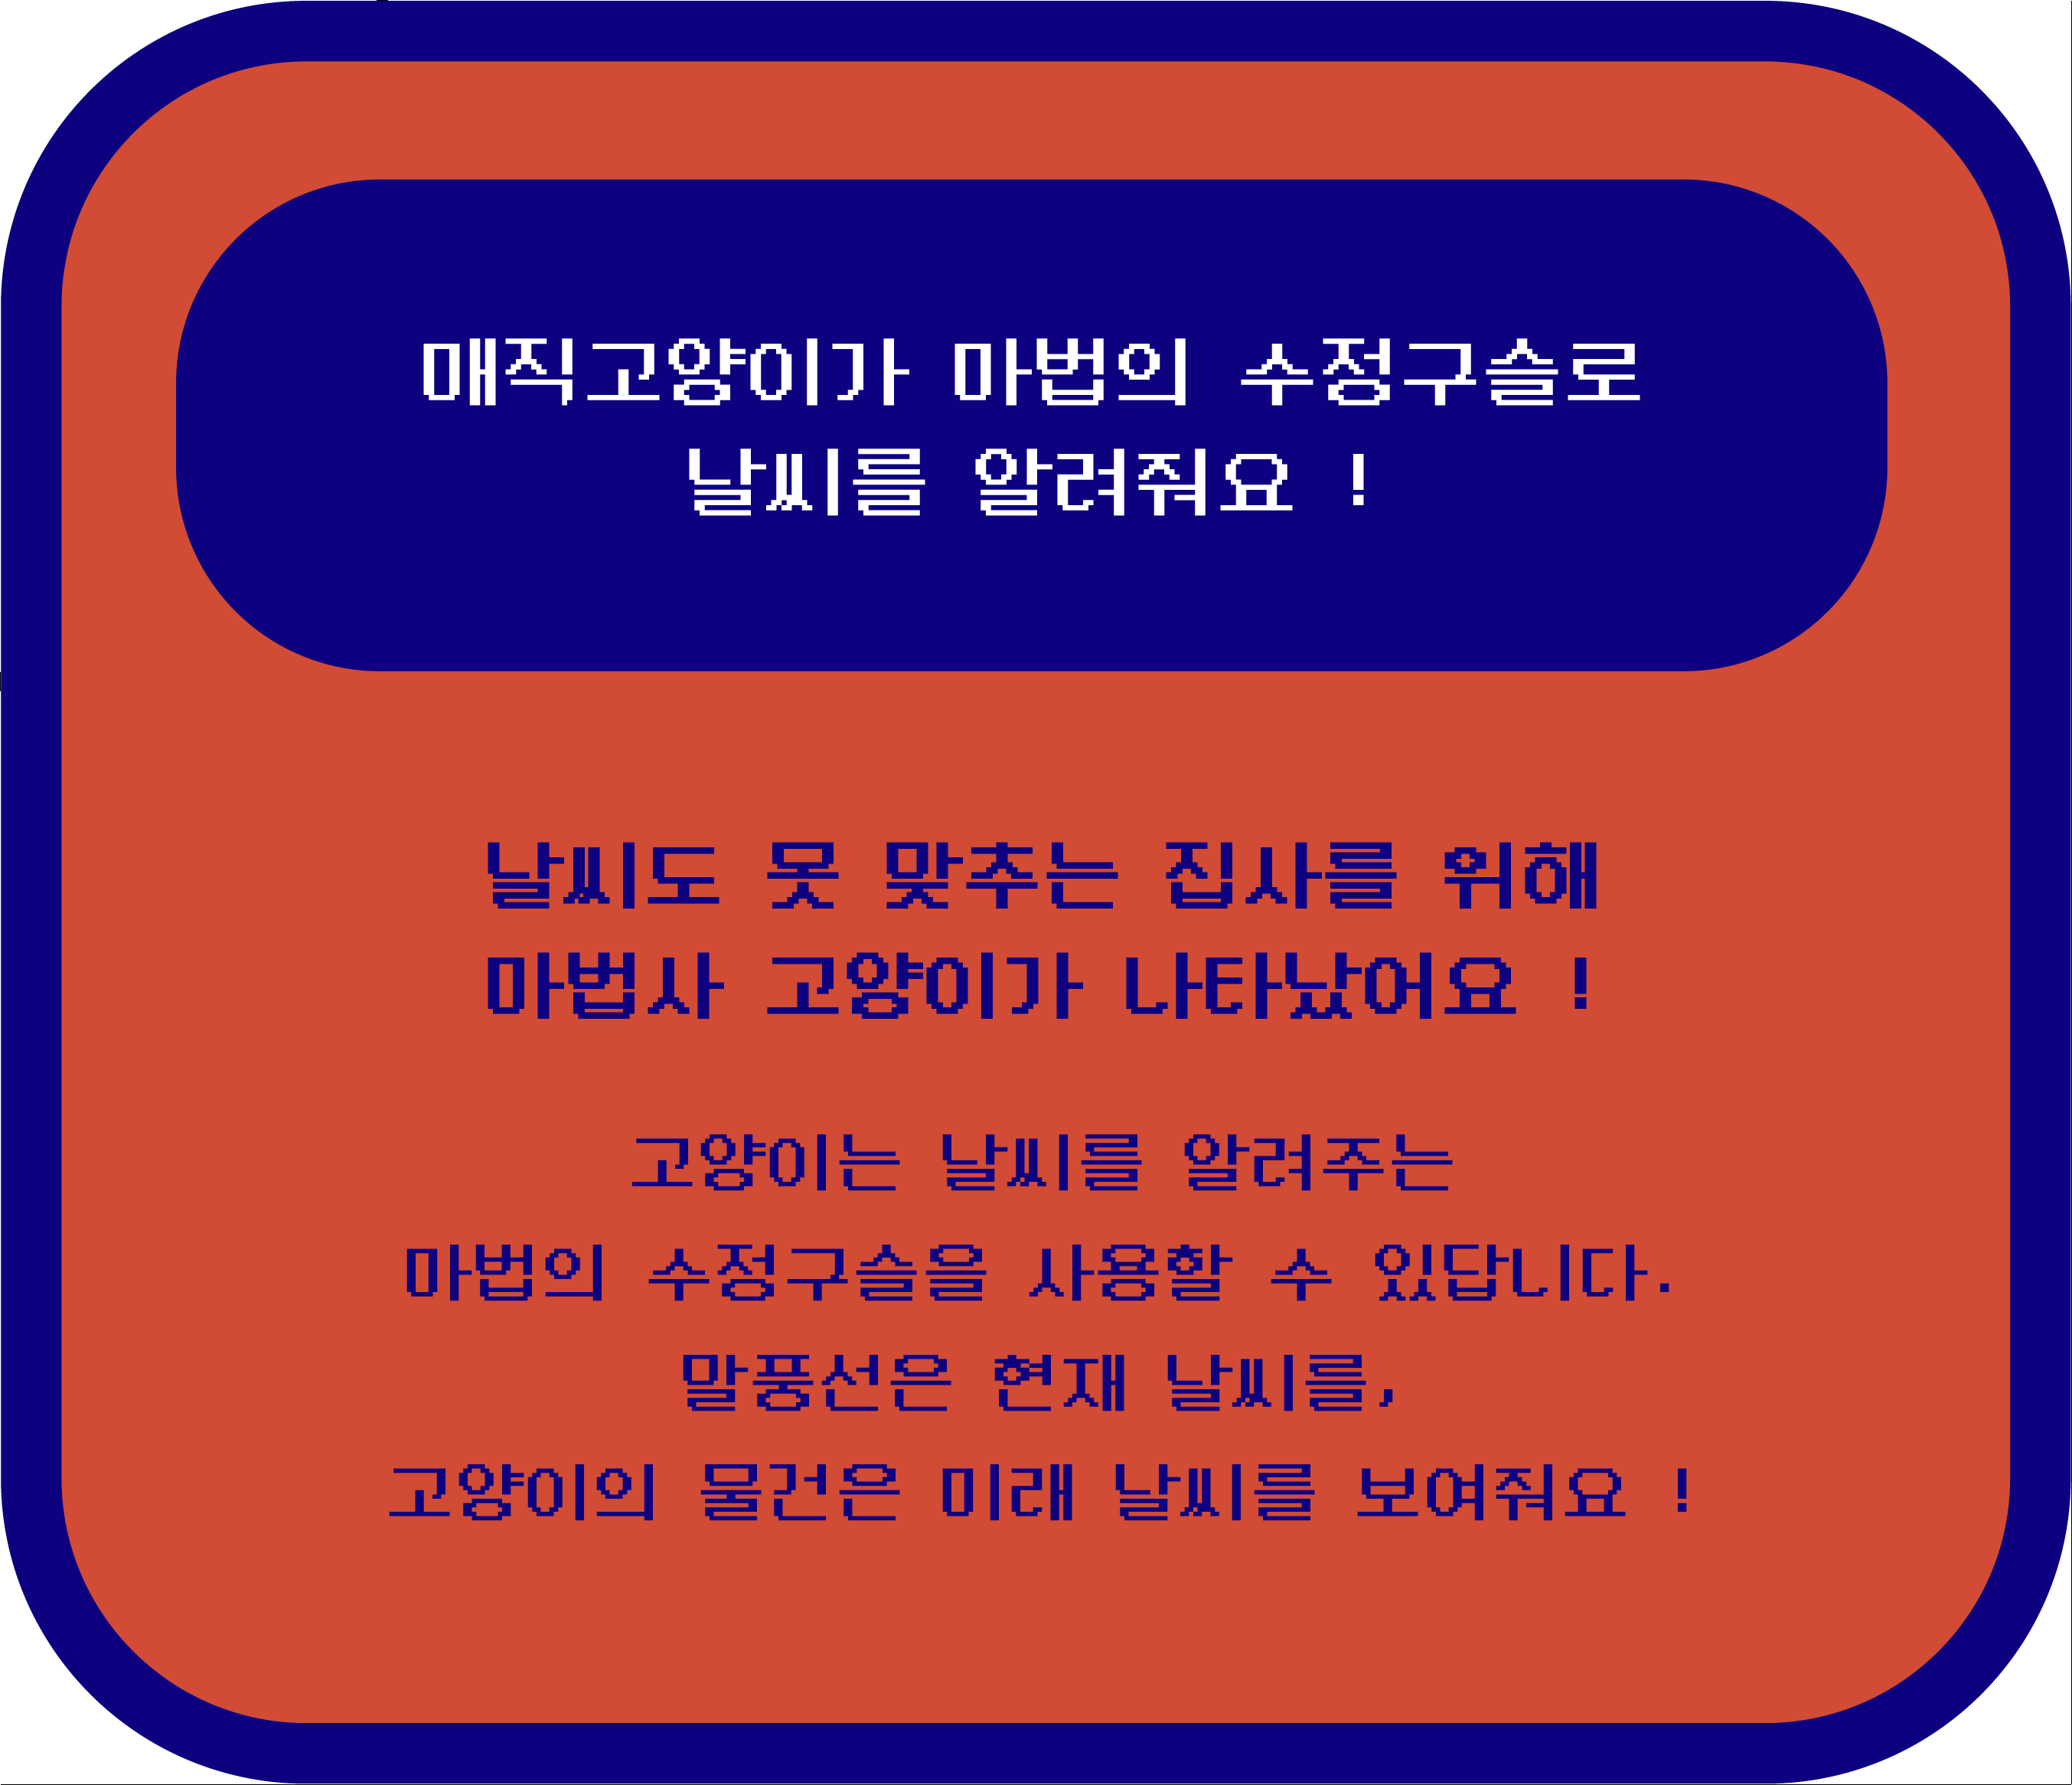 매직고양이가 마법의 수정구슬로
날씨를 알려줘요 !
날씨도 못 맞추는 집사를 위해
마법사 고양이가 나타났어요 !
고양이는 날씨를 알려주는
마법의 수정구슬을 사용할 수 있답니다.
말풍선은 현재 날씨를,
고양이의 물건은 미래 날씨를 보여줘요 !